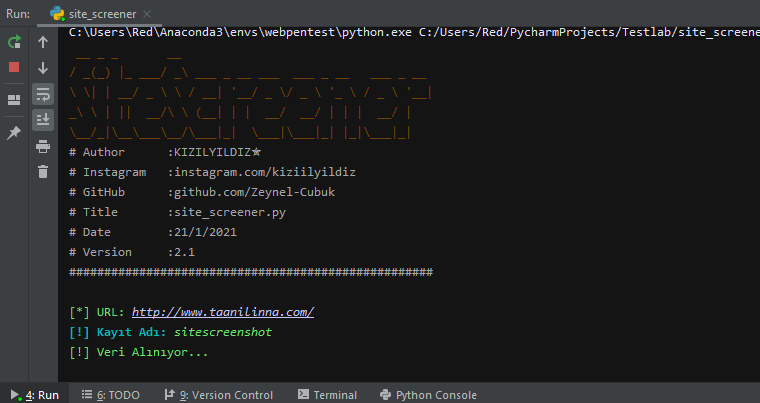 Run: site_screener
C:\Users\Red\Anaconda3\envs\webpentest\python.exe C:/Users/Red/PycharmProjects/Testlab/site_screene
# Author :KIZILYILDIZ★
# Instagram :instagram.com/kiziilyildiz
# GitHub :github.com/Zeynel-Cubuk
# Title :site_screener.py
# Date :21/1/2021
# Version :2.1
####################################################
[*] URL: http://www.taanilinna.com/
[!] Kayıt Adı: sitescreenshot
[!] Veri Alınıyor...
4: Run 6: TODO 9: Version Control Terminal Python Console